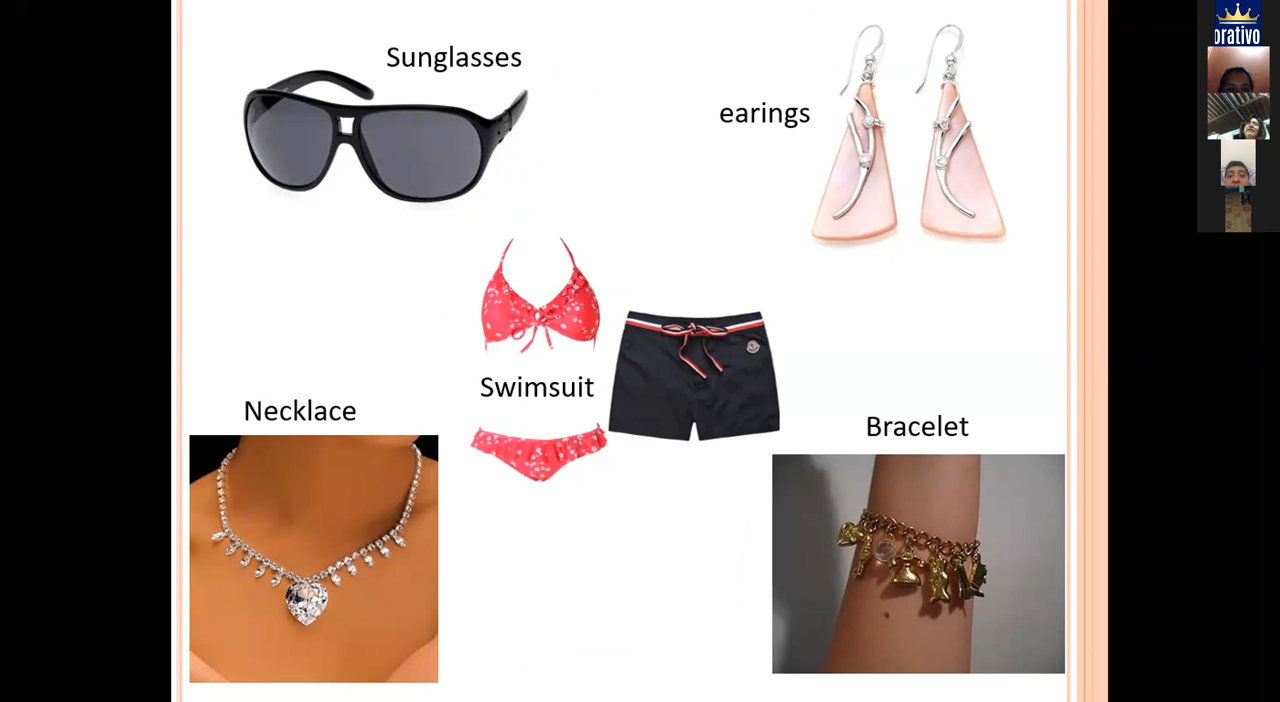 Sunglasses
earings
Swimsuit
Necklace
Bracelet
orativo